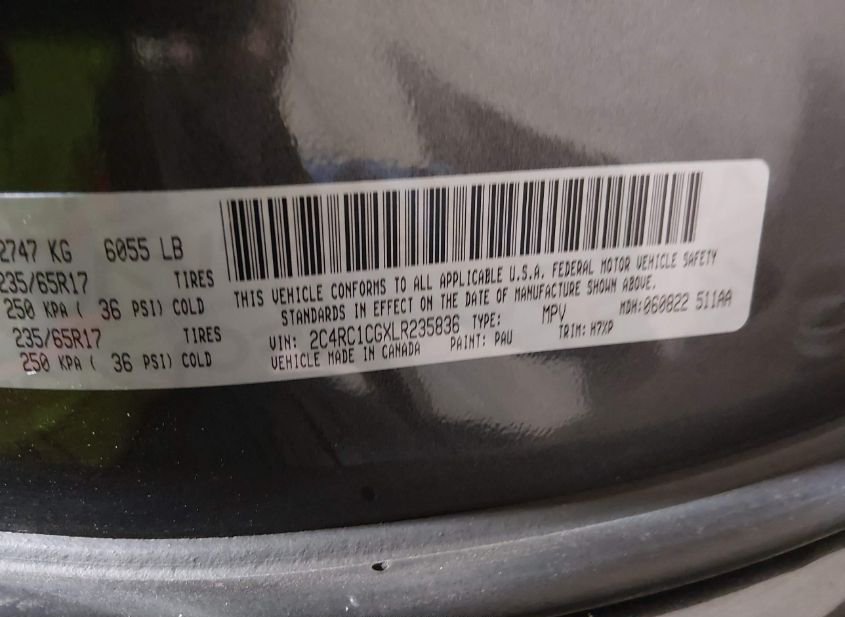 2747 KG 6055 LB
235/65R17 TIRES
250 KPA ( 36 PSI) COLD
235/65R17 TIRES
250 KPA ( 36 PSI) COLD
THIS VEHICLE CONFORMS TO ALL APPLICABLE U.S.A. FEDERAL MOTOR VEHICLE SAFETY
STANDARDS IN EFFECT ON THE DATE OF MANUFACTURE SHOWN ABOVE.
VIN: 2C4RC1CGXLR235836 TYPE: MPV MDH:060822 511AA
VEHICLE MADE IN CANADA PAINT: PAU TRIM: H7XP